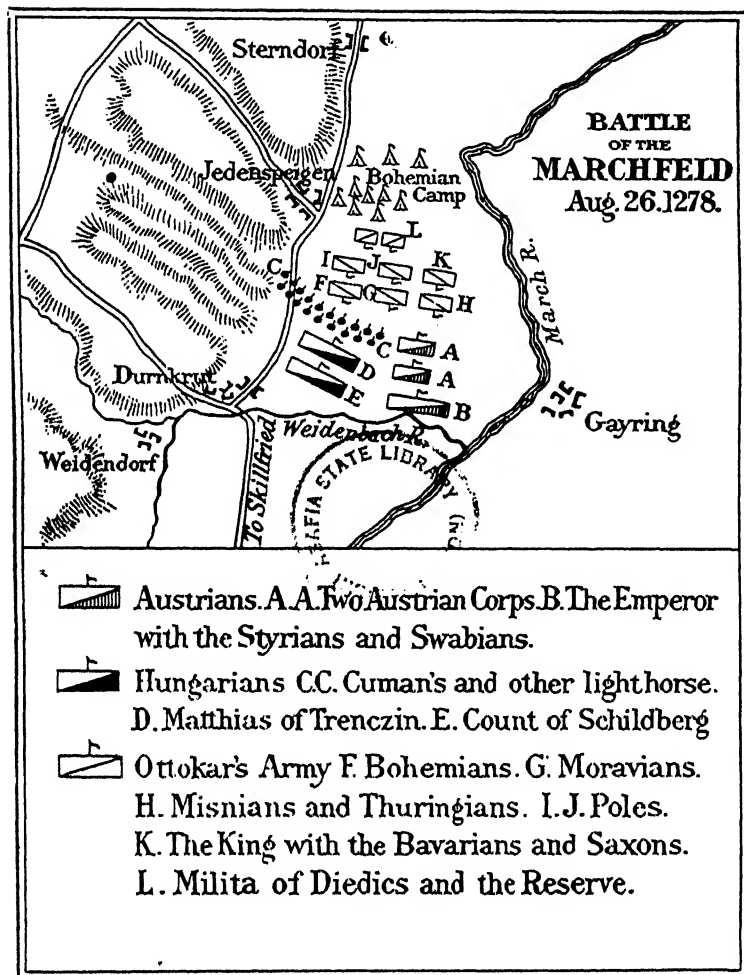 BATTLE
OF THE
MARCHFELD
Aug. 26.1278.
Sterndorf
Jedenspeigen
Bohemian
Camp
L
I
J
K
C
F
G
H
March R.
C
A
D
A
E
B
Durnkrut
Gayring
Weidenbach R.
Weidendorf
To Skillfried
STATE LIBRARY
Austrians. A.A. Two Austrian Corps. B. The Emperor
with the Styrians and Swabians.
Hungarians C.C. Cuman's and other light horse.
D. Matthias of Trenczin. E. Count of Schildberg
Ottokar's Army F. Bohemians. G. Moravians.
H. Misnians and Thuringians. I.J. Poles.
K. The King with the Bavarians and Saxons.
L. Milita of Diedics and the Reserve.